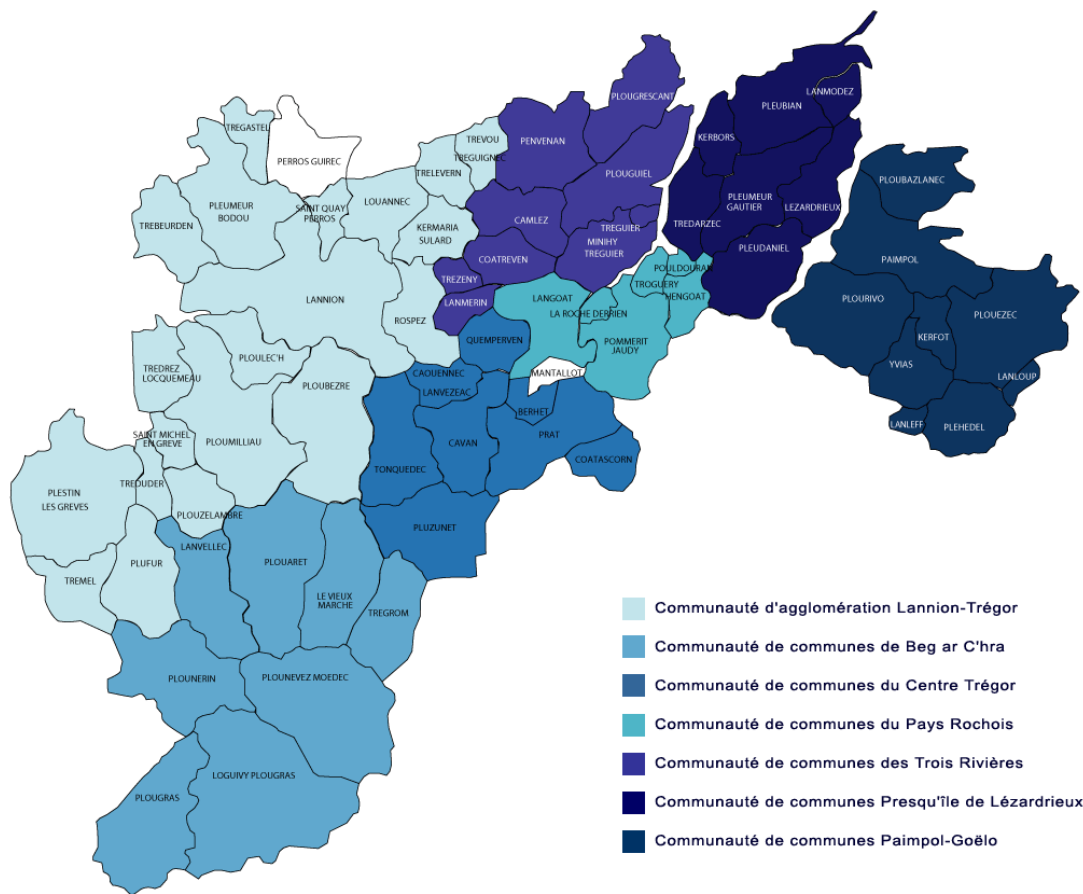 PLOUGRESCANT
LANMODEZ
PLEUBIAN
TREGASTEL
TREVOU
TREGUIGNEC
PENVENAN
KERBORS
PERROS GUIREC
TRELEVERN
PLOUGUIEL
PLOUBAZLANEC
PLEUMEUR
BODOU
SAINT QUAY
PERROS
LOUANNEC
PLEUMEUR
GAUTIER
LEZARDRIEUX
TREBEURDEN
KERMARIA
SULARD
CAMLEZ
TREGUIER
MINIHY
TREGUIER
TREDARZEC
PLEUDANIEL
PAIMPOL
COATREVEN
POULDOURAN
TREZENY
TROGUERY
HENGOAT
LANNION
LANMERIN
LANGOAT
LA ROCHE DERRIEN
PLOURIVO
PLOUEZEC
ROSPEZ
QUEMPERVEN
POMMERIT
JAUDY
KERFOT
PLOULEC'H
TREDREZ
LOCQUEMEAU
YVIAS
CAOUENNEC
LANVEZEAC
MANTALLOT
LANLOUP
PLOUBEZRE
BERHET
LANLEFF
PLEHEDEL
SAINT MICHEL
EN GREVE
PLOUMILLIAU
CAVAN
PRAT
COATASCORN
TONQUEDEC
TREDUDER
PLESTIN
LES GREVES
PLOUZELAMBRE
PLUZUNET
LANVELLEC
PLUFUR
PLOUARET
TREMEL
LE VIEUX
MARCHE
TREGROM
PLOUNERIN
PLOUNEVEZ MOEDEC
LOGUIVY PLOUGRAS
PLOUGRAS
Communauté d'agglomération Lannion-Trégor
Communauté de communes de Beg ar C'hra
Communauté de communes du Centre Trégor
Communauté de communes du Pays Rochois
Communauté de communes des Trois Rivières
Communauté de communes Presqu'île de Lézardrieux
Communauté de communes Paimpol-Goëlo